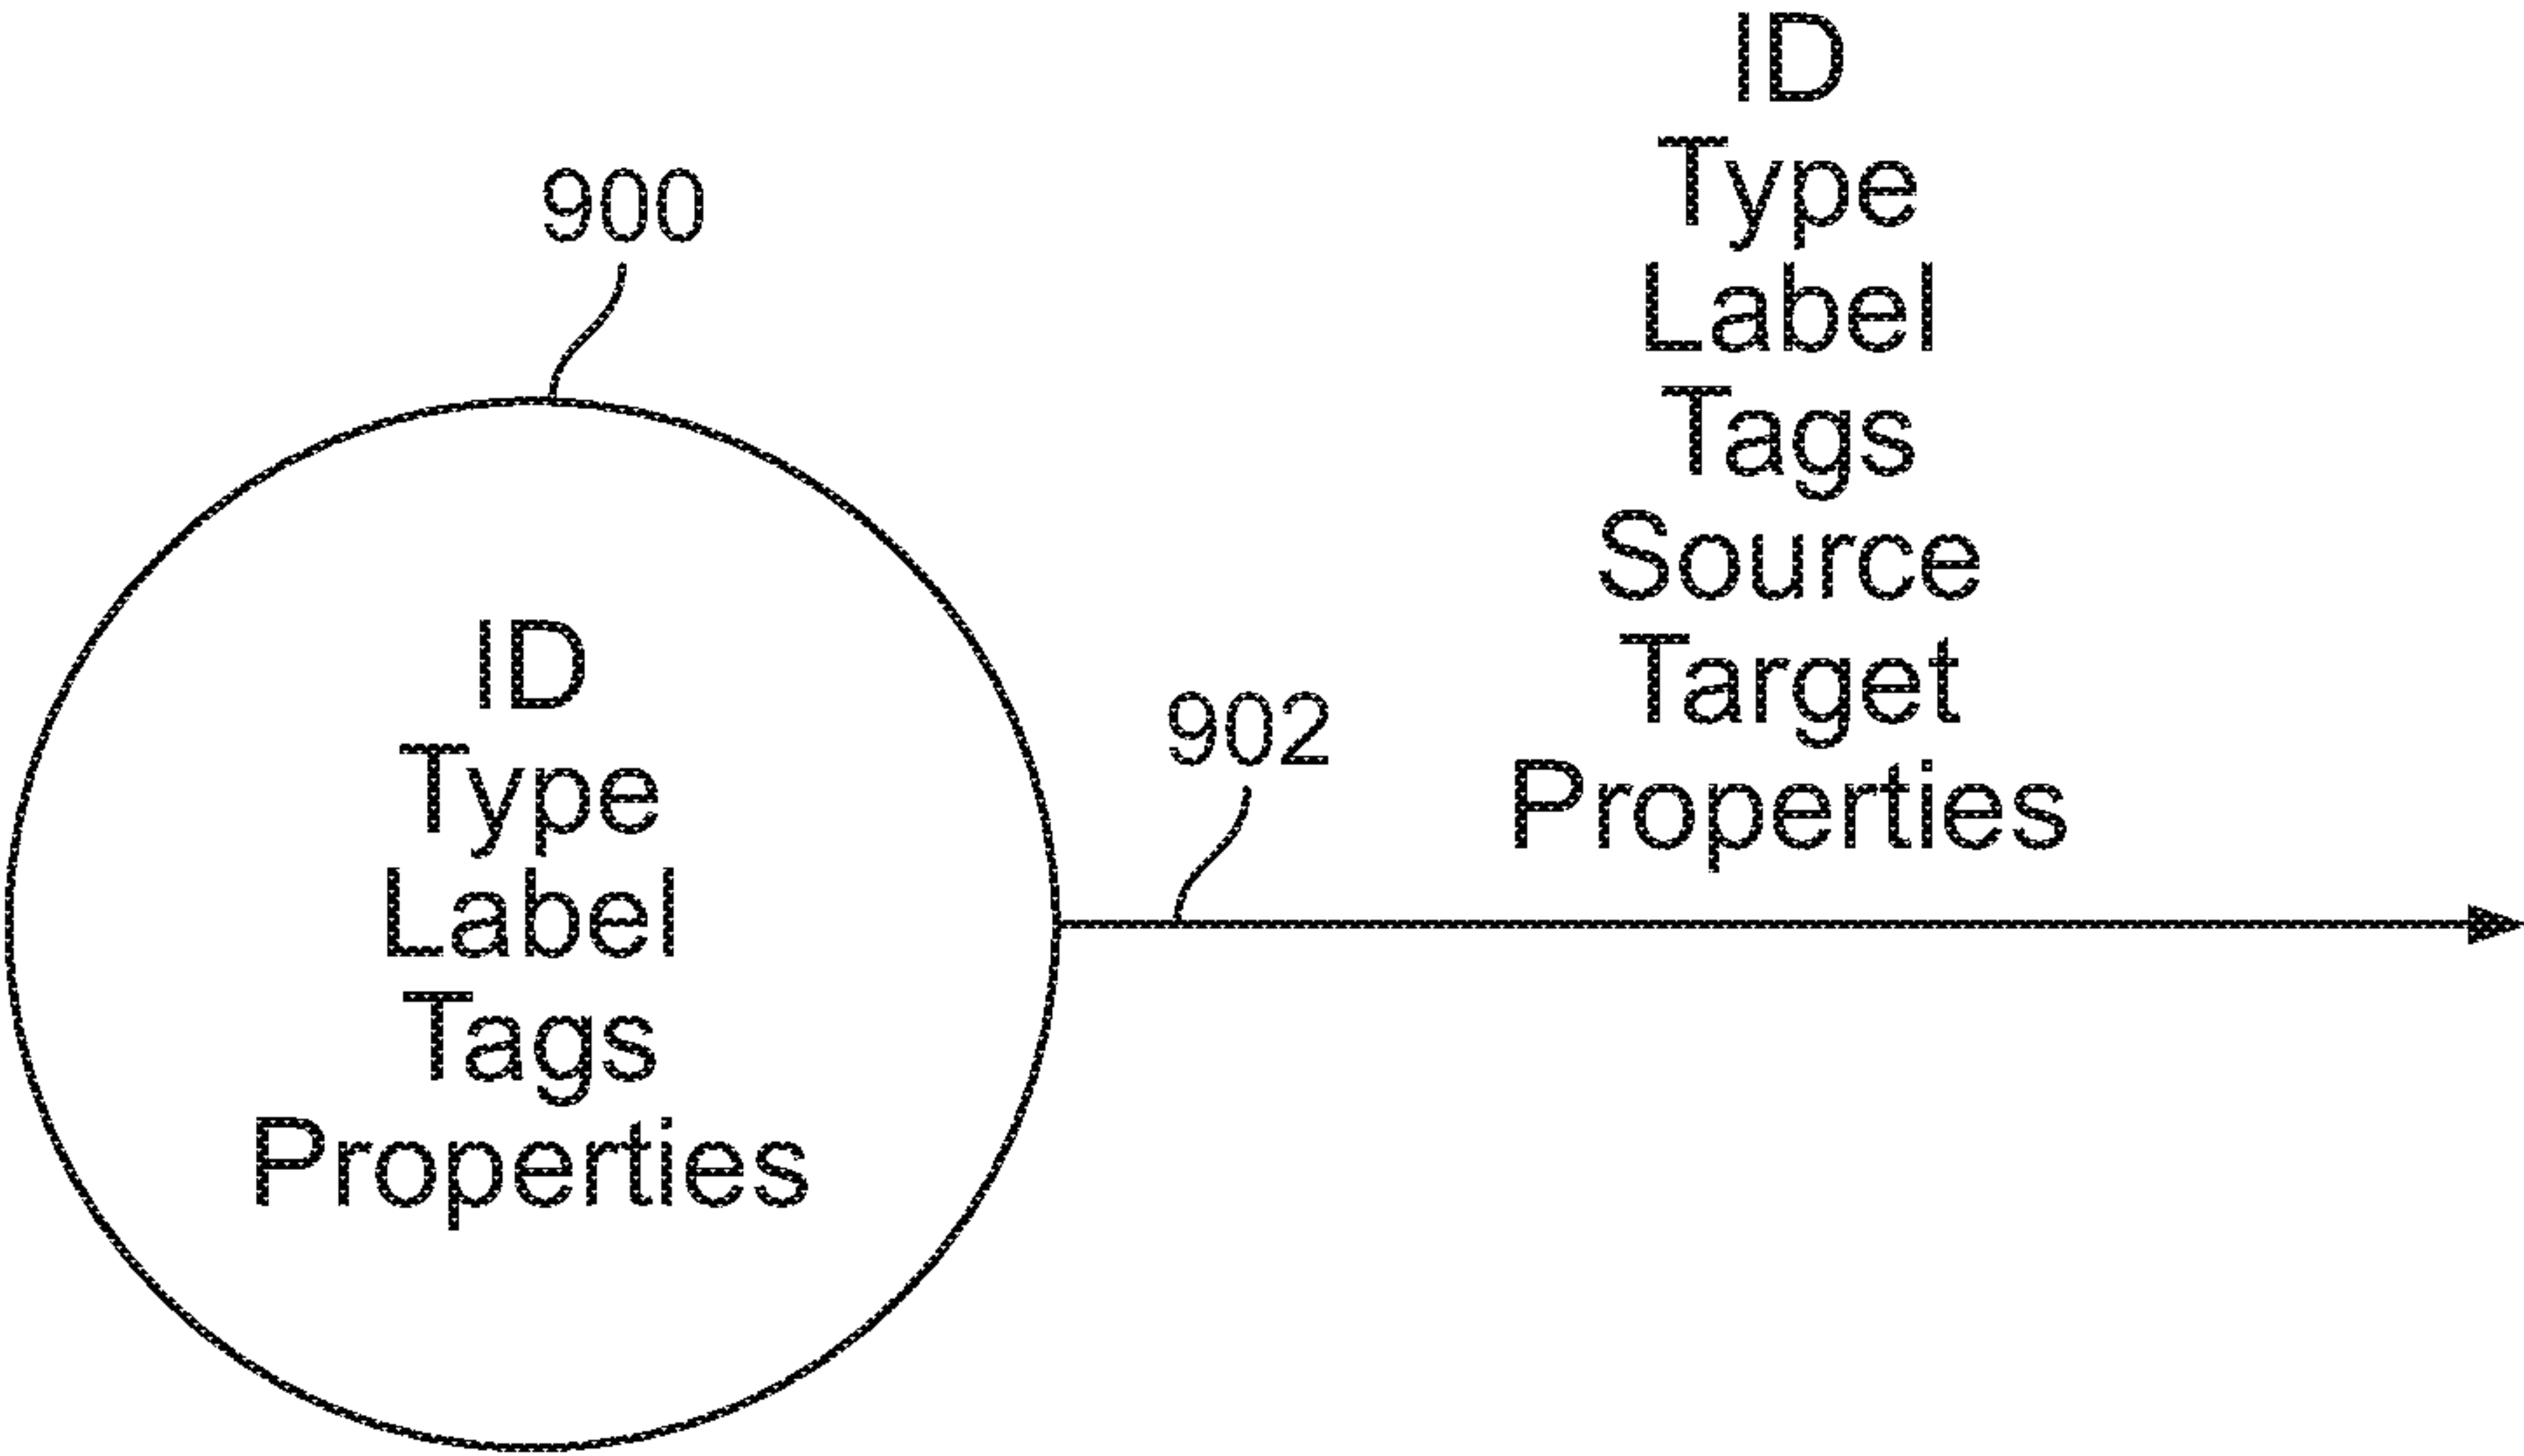 900
ID
Type
Label
Tags
Properties
902
ID
Type
Label
Tags
Source
Target
Properties